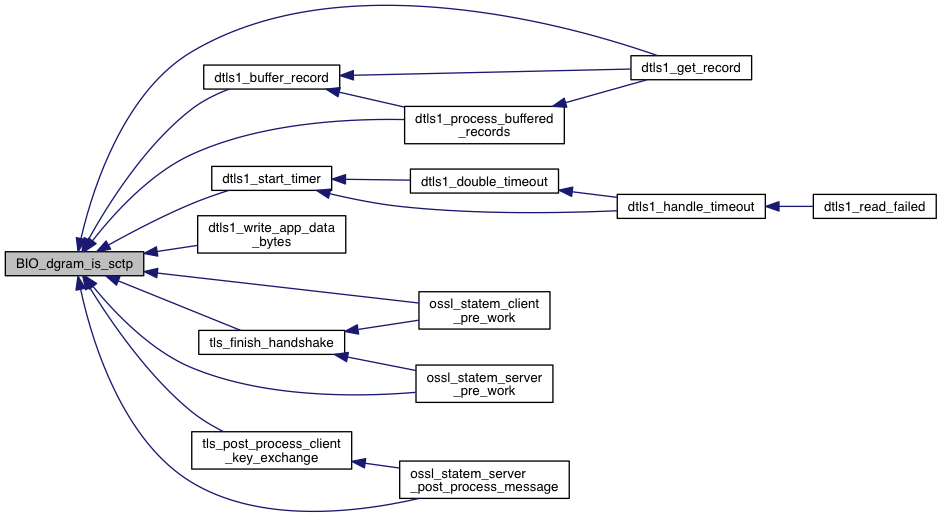 BIO_dgram_is_sctp
dtls1_buffer_record
dtls1_get_record
dtls1_process_buffered
_records
dtls1_start_timer
dtls1_double_timeout
dtls1_handle_timeout
dtls1_read_failed
dtls1_write_app_data
_bytes
ossl_statem_client
_pre_work
tls_finish_handshake
ossl_statem_server
_pre_work
tls_post_process_client
_key_exchange
ossl_statem_server
_post_process_message